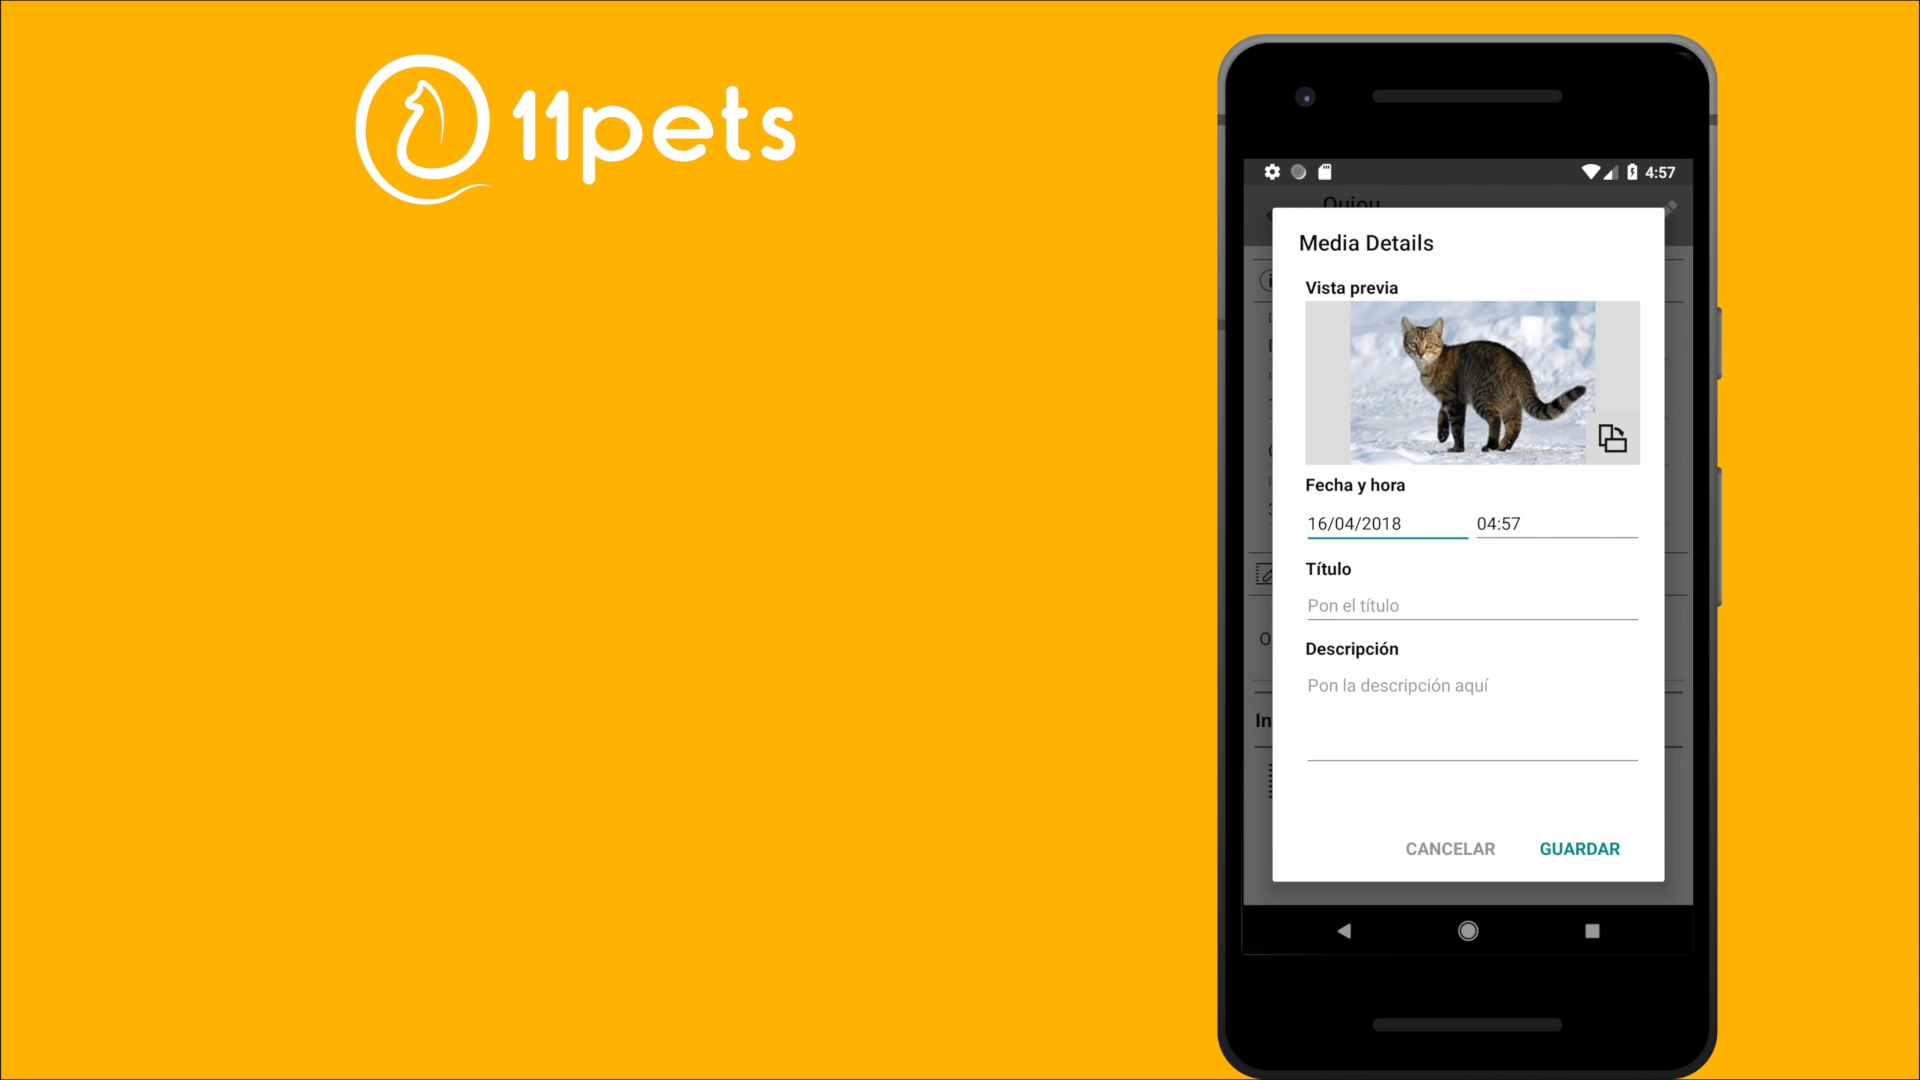 11pets
4:57
Media Details
Vista previa
Fecha y hora
16/04/2018 04:57
Título
Pon el título
Descripción
Pon la descripción aquí
In
CANCELAR GUARDAR